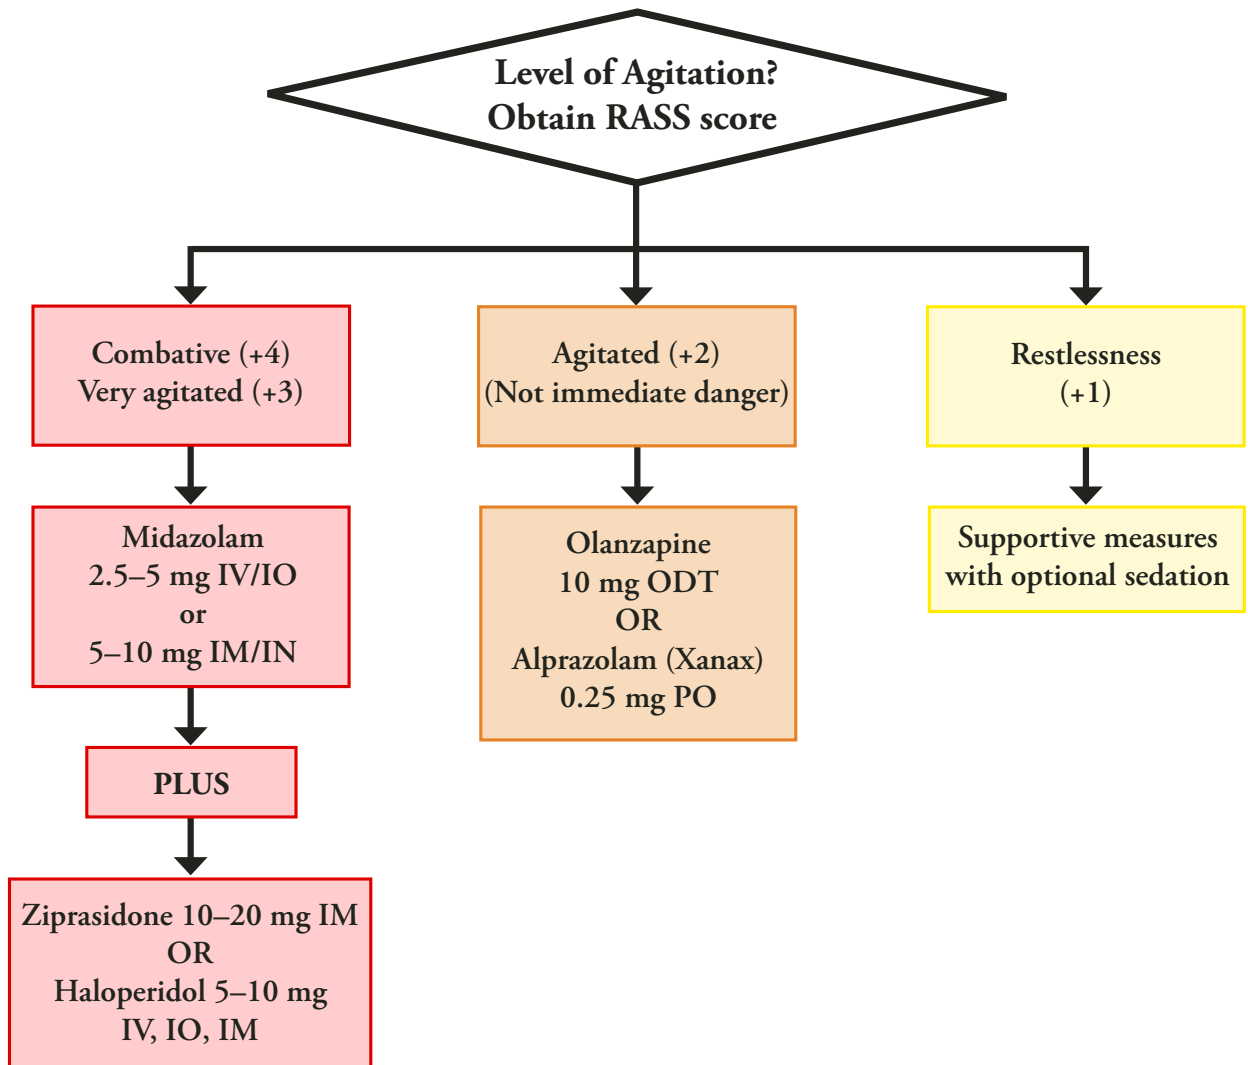 Level of Agitation?
Obtain RASS score
Combative (+4)
Very agitated (+3)
Agitated (+2)
(Not immediate danger)
Restlessness
(+1)
Midazolam
2.5–5 mg IV/IO
or
5–10 mg IM/IN
Olanzapine
10 mg ODT
OR
Alprazolam (Xanax)
0.25 mg PO
Supportive measures
with optional sedation
PLUS
Ziprasidone 10–20 mg IM
OR
Haloperidol 5–10 mg
IV, IO, IM